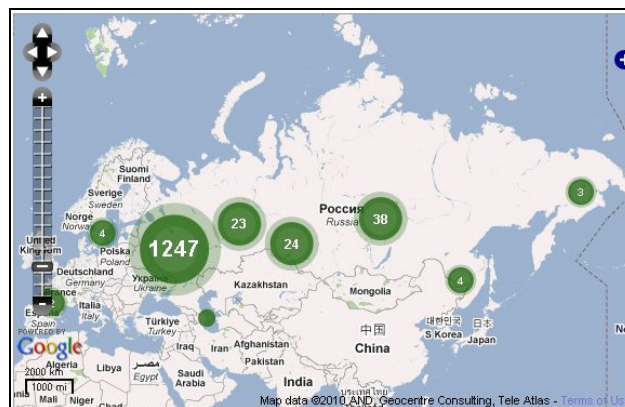 Suomi
Finland
Sverige
Sweden
Norge
Norway
4
United
Kingdom
Polska
Poland
Deutschland
Germany
France
Italia
Italy
Spain
Україна
Ukraine
1247
23
24
Россия
Russia
38
3
4
Kazakhstan
Mongolia
Türkiye
Turkey
中国
China
대한민국
S Korea
日本
Japan
Iraq
Iran
Afghanistan
Pakistan
Algeria
Libya
مصر
Egypt
Saudi
Arabia
India
Mali
Niger
Chad
POWERED BY
Google
2000 km
1000 mi
Map data ©2010 AND, Geocentre Consulting, Tele Atlas - Terms of Us